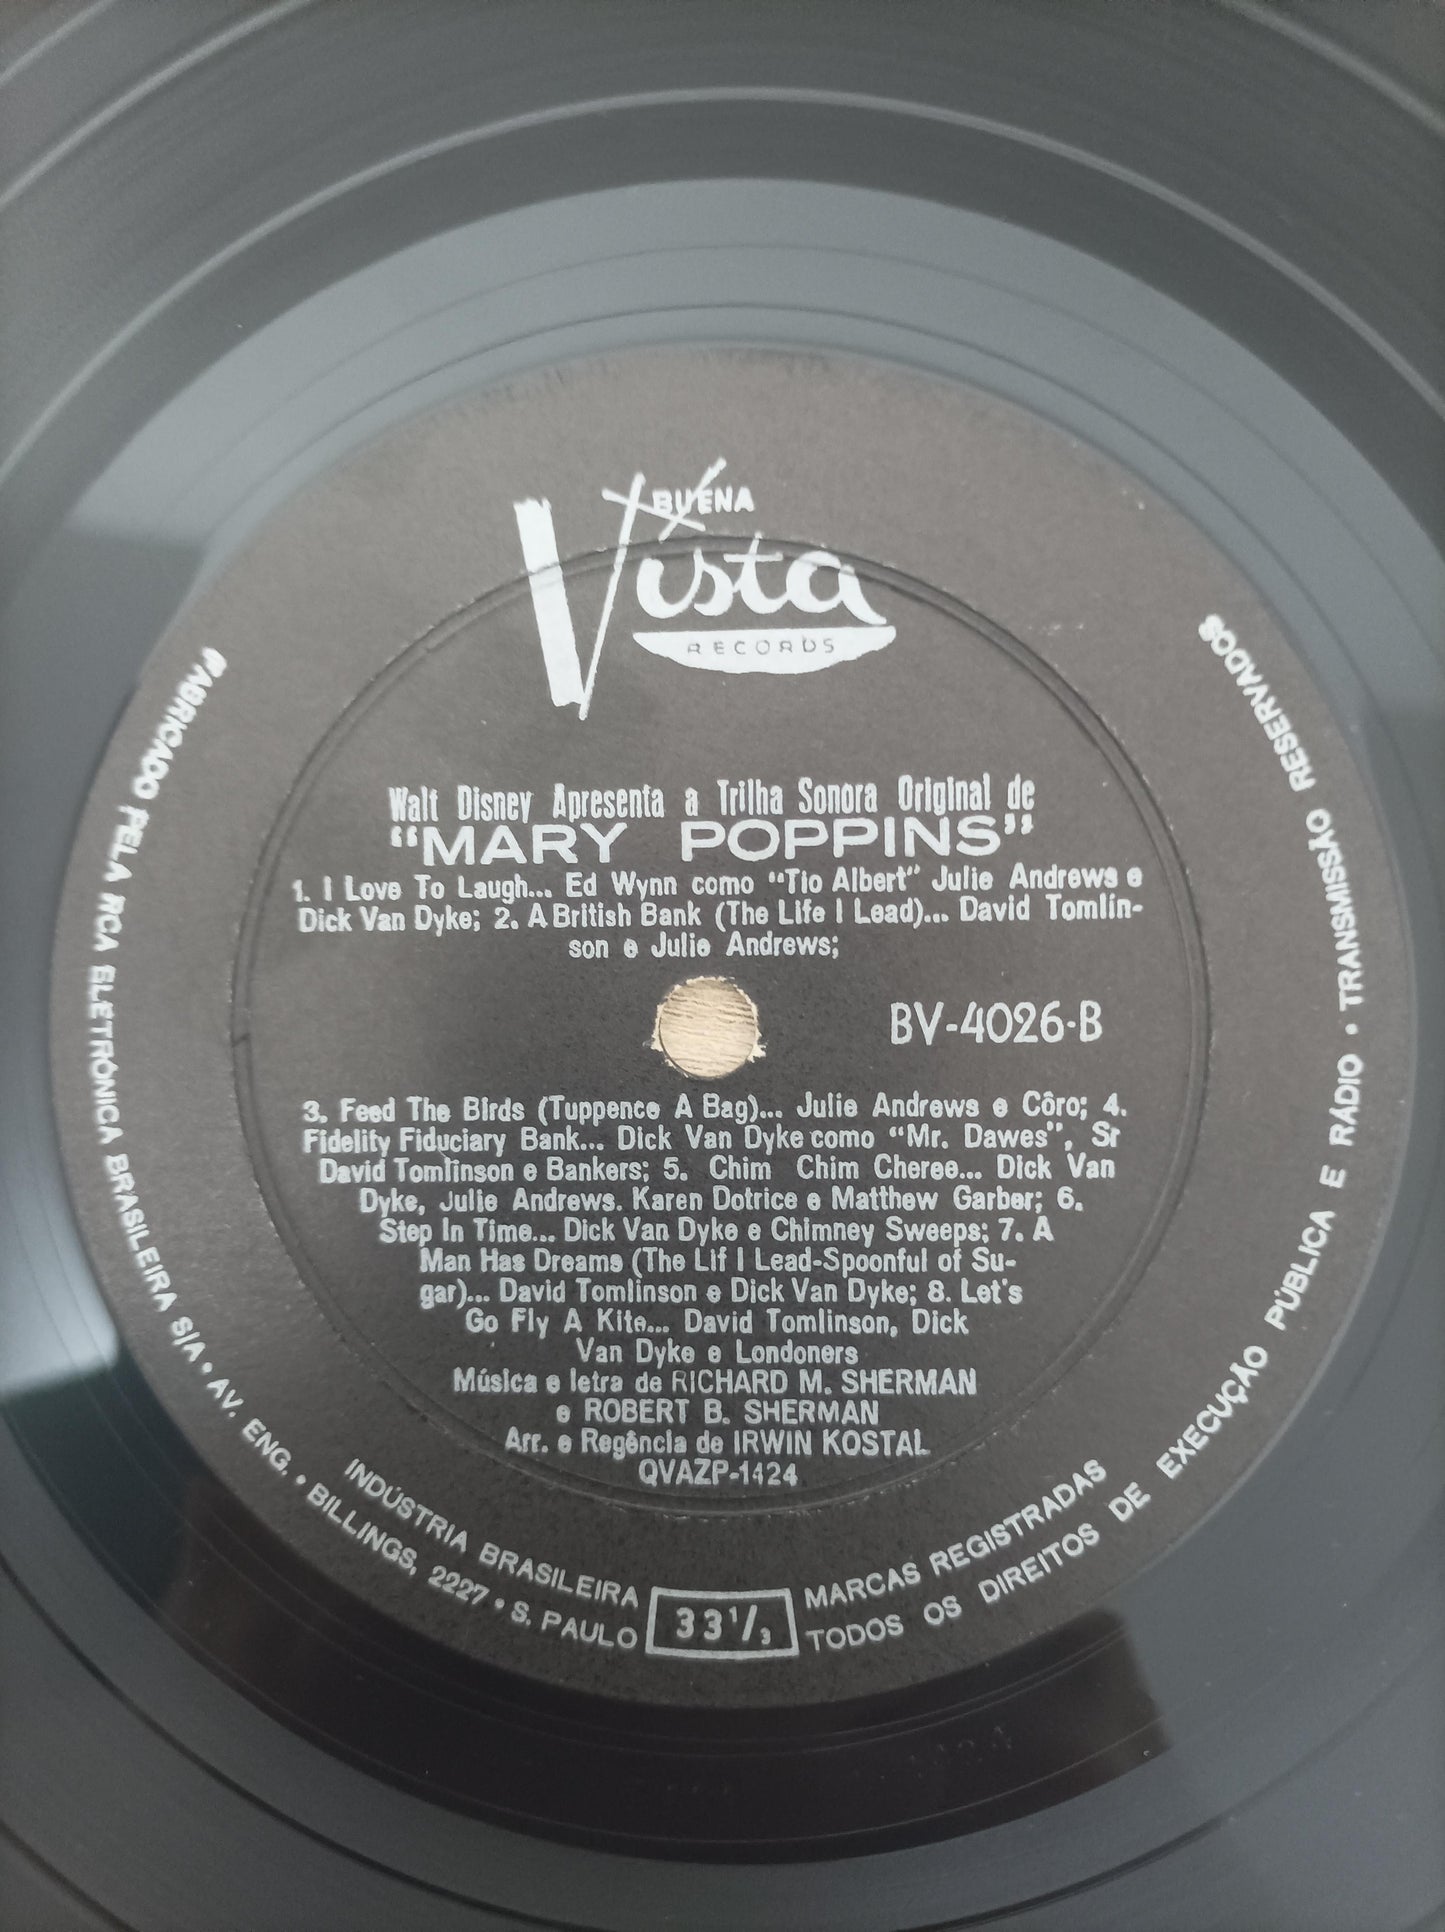 BUENA
Vista
RECORDS
Walt Disney Apresenta a Trilha Sonora Original de
"MARY POPPINS"
1. I Love To Laugh... Ed Wynn como "Tio Albert" Julie Andrews e
Dick Van Dyke; 2. A British Bank (The Life I Lead)... David Tomlin-
son e Julie Andrews;
BV-4026-B
3. Feed The Birds (Tuppence A Bag)... Julie Andrews e Côro; 4.
Fidelity Fiduciary Bank... Dick Van Dyke como "Mr. Dawes", Sr
David Tomlinson e Bankers; 5. Chim Chim Cheree... Dick Van
Dyke, Julie Andrews. Karen Dotrice e Matthew Garber; 6.
Step In Time... Dick Van Dyke e Chimney Sweeps; 7. A
Man Has Dreams (The Lif I Lead-Spoonful of Su-
gar)... David Tomlinson e Dick Van Dyke; 8. Let's
Go Fly A Kite... David Tomlinson, Dick
Van Dyke e Londoners
Música e letra de RICHARD M. SHERMAN
e ROBERT B. SHERMAN
Arr. e Regência de IRWIN KOSTAL
QVAZP-1424
FABRICADO PELA RCA ELETRÔNICA BRASILEIRA S/A • AV. ENG. • BILLINGS, 2227 • S. PAULO
INDÚSTRIA BRASILEIRA
33 1/3
MARCAS REGISTRADAS
TODOS OS DIREITOS DE EXECUÇÃO PÚBLICA E RÁDIO • TRANSMISSÃO RESERVADOS